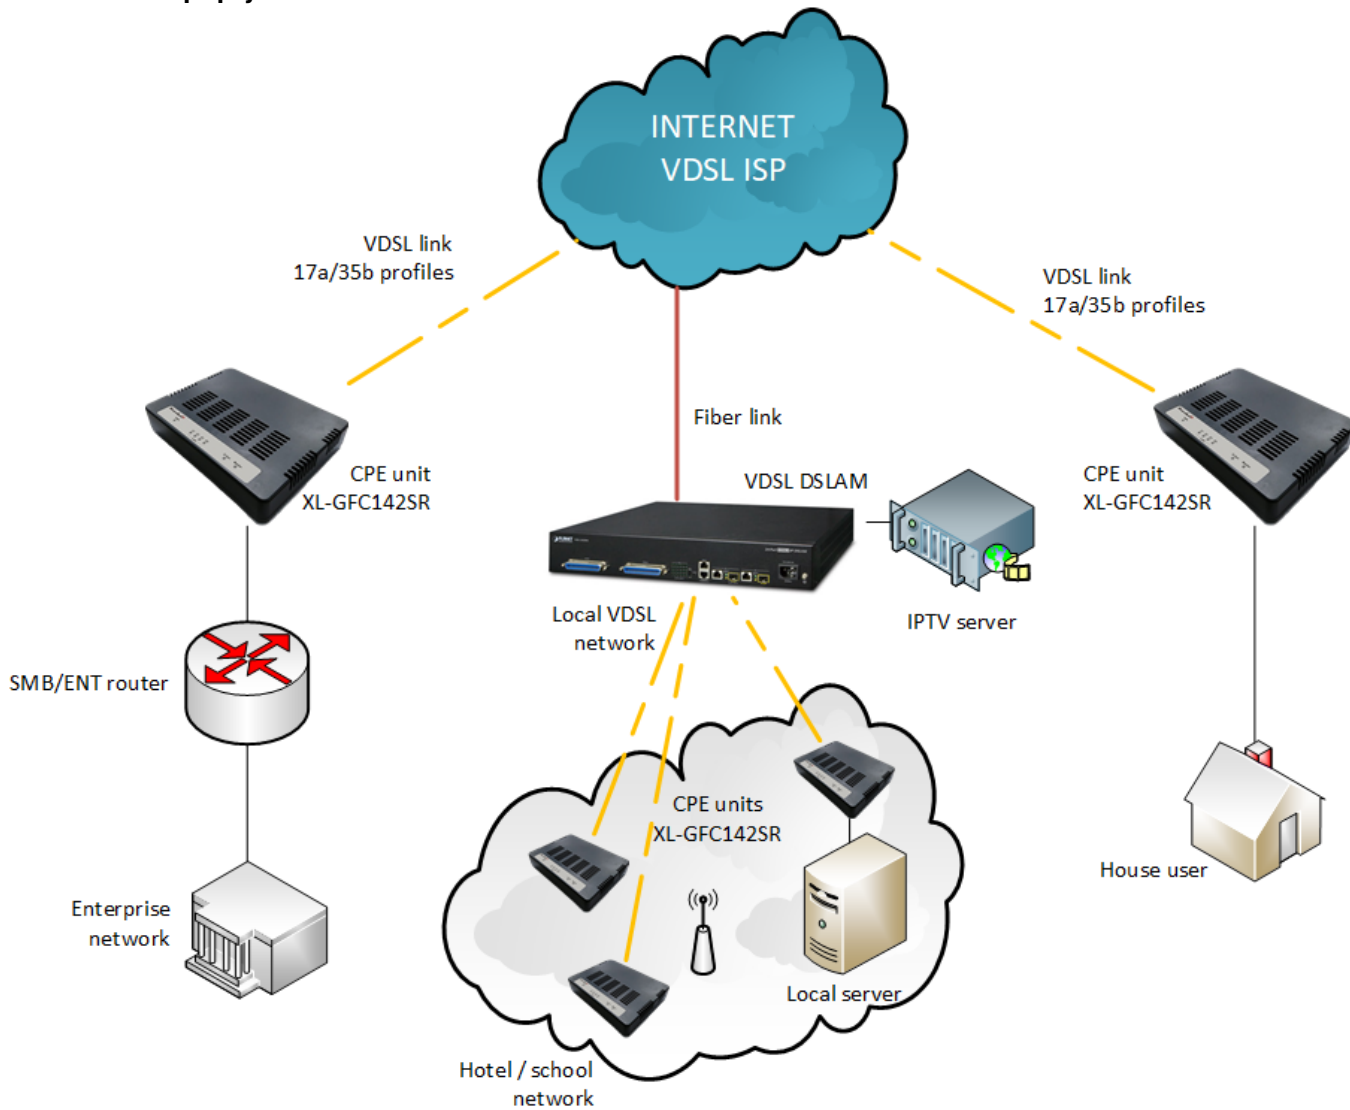 INTERNET
VDSL ISP
VDSL link
17a/35b profiles
VDSL link
17a/35b profiles
Fiber link
CPE unit
XL-GFC142SR
VDSL DSLAM
CPE unit
XL-GFC142SR
PLANET
Local VDSL
network
IPTV server
SMB/ENT router
CPE units
XL-GFC142SR
House user
Enterprise
network
Local server
Hotel / school
network